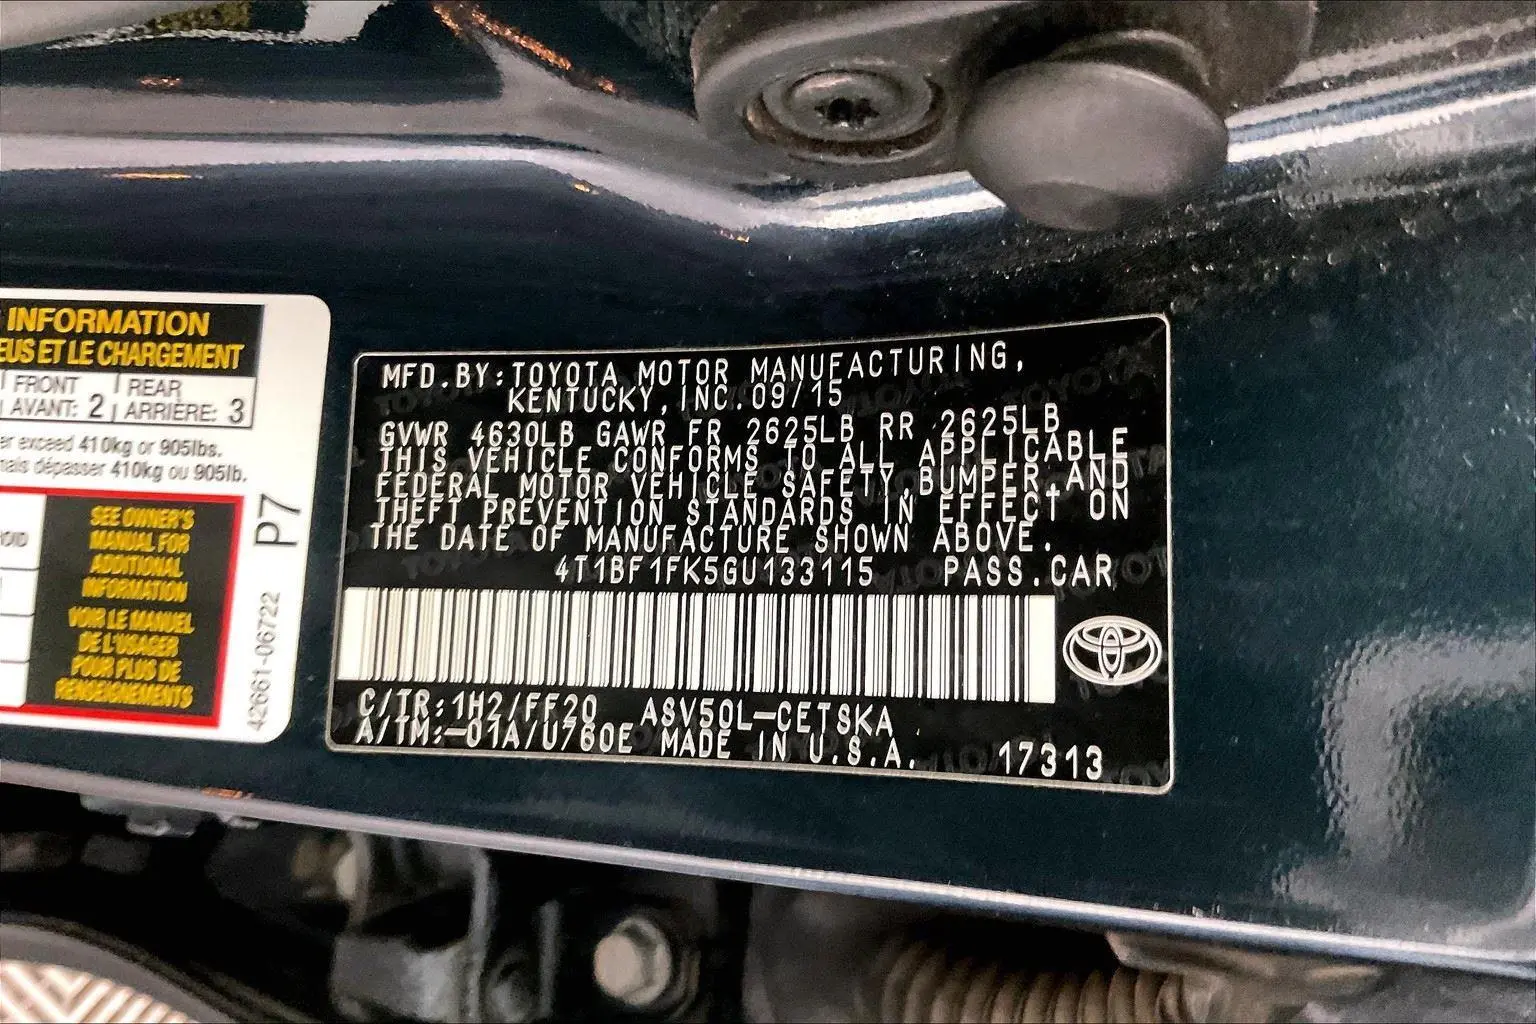 INFORMATION
EUS ET LE CHARGEMENT
FRONT
AVANT: 2
REAR
ARRIÈRE: 3
er exceed 410kg or 905lbs.
mais dépasser 410kg ou 905lb.
SEE OWNER'S
MANUAL FOR
ADDITIONAL
INFORMATION
VOIR LE MANUEL
DE L'USAGER
POUR PLUS DE
RENSEIGNEMENTS
P7
42661-06722
MFD.BY:TOYOTA MOTOR MANUFACTURING,
KENTUCKY,INC.09/15
GVWR 4630LB GAWR FR 2625LB RR 2625LB
THIS VEHICLE CONFORMS TO ALL APPLICABLE
FEDERAL MOTOR VEHICLE SAFETY,BUMPER,AND
THEFT PREVENTION STANDARDS IN EFFECT ON
THE DATE OF MANUFACTURE SHOWN ABOVE.
4T1BF1FK5GU133115 PASS.CAR
C/TR:1H2/FF20 ASV50L-CETSKA
A/TM:-01A/U760E MADE IN U.S.A. 17313